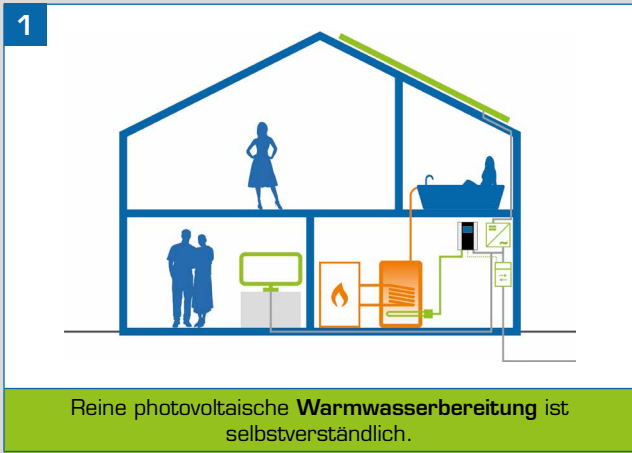 1
Reine photovoltaische Warmwasserbereitung ist
selbstverständlich.